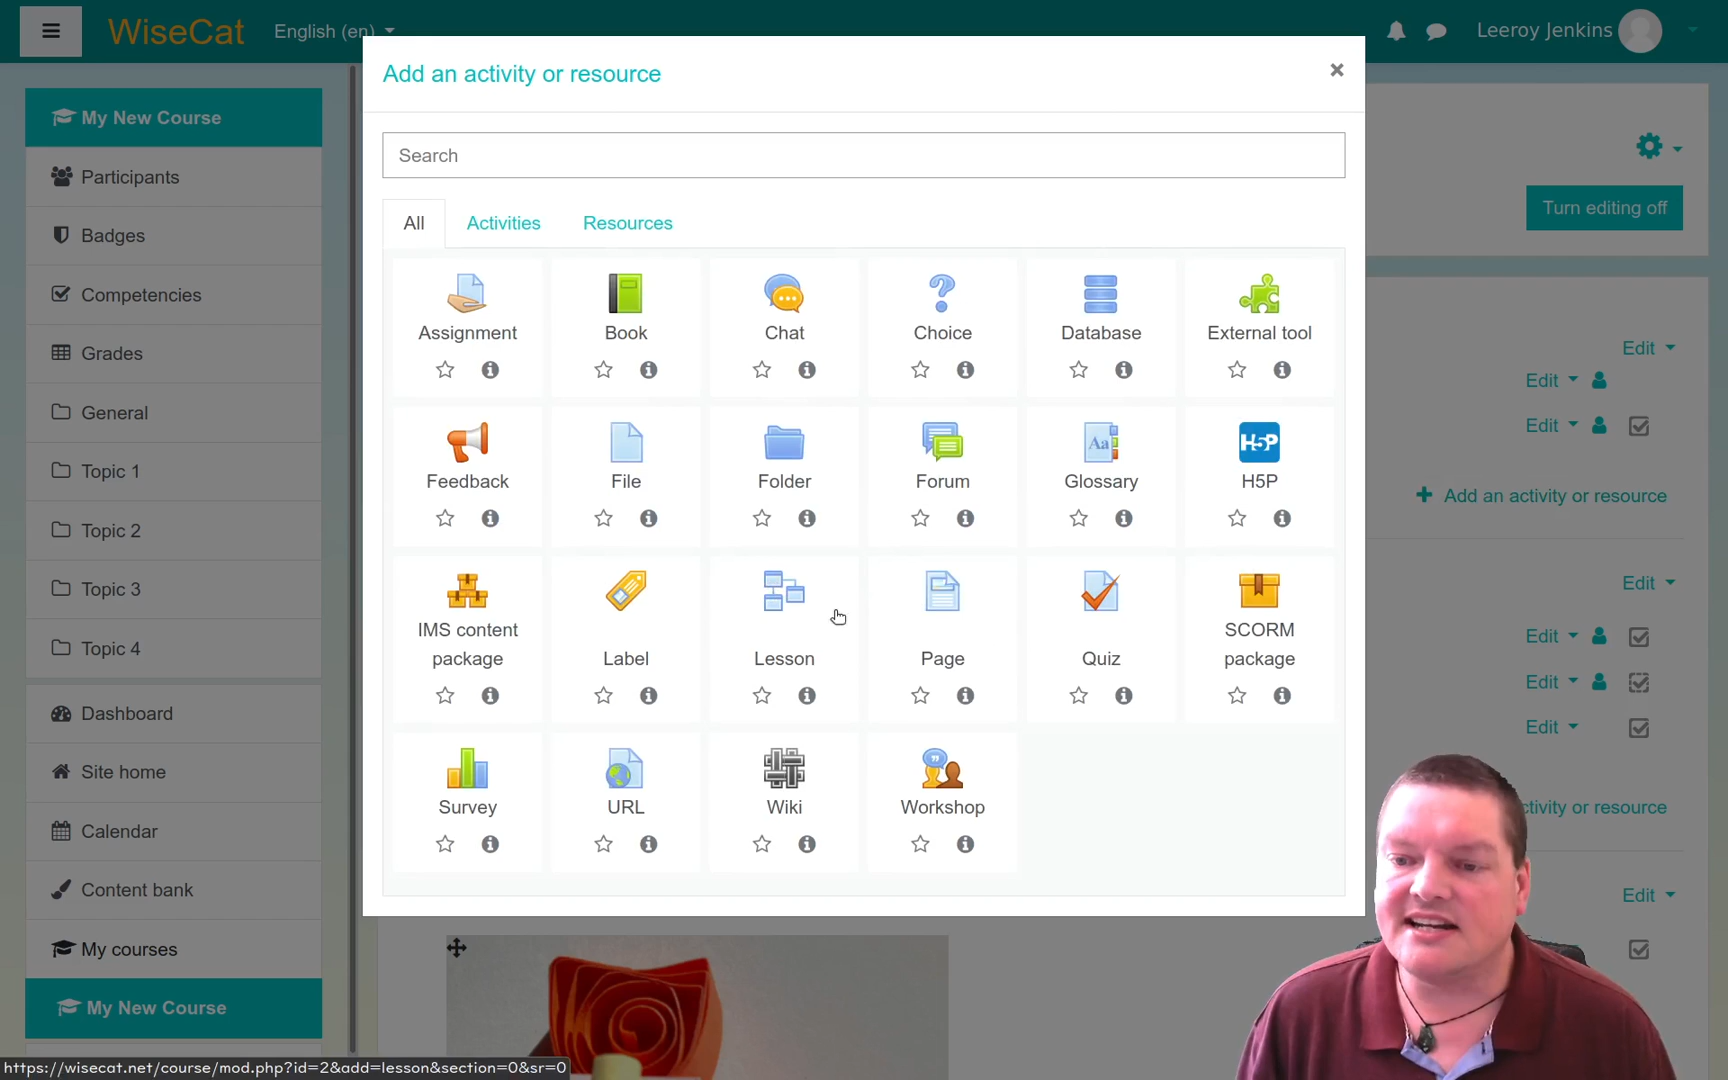 WiseCat
English (en)
Leeroy Jenkins
My New Course
Participants
Badges
Competencies
Grades
General
Topic 1
Topic 2
Topic 3
Topic 4
Dashboard
Site home
Calendar
Content bank
My courses
My New Course
Add an activity or resource
×
Search
All
Activities
Resources
Assignment
Book
Chat
Choice
Database
External tool
Feedback
File
Folder
Forum
Aa
Glossary
H5P
H5P
IMS content
package
Label
Lesson
Page
Quiz
SCORM
package
Survey
URL
Wiki
Workshop
Turn editing off
Edit
Edit
Edit
Add an activity or resource
Edit
Edit
Edit
Edit
ctivity or resource
Edit
https://wisecat.net/course/mod.php?id=2&add=lesson&section=0&sr=0